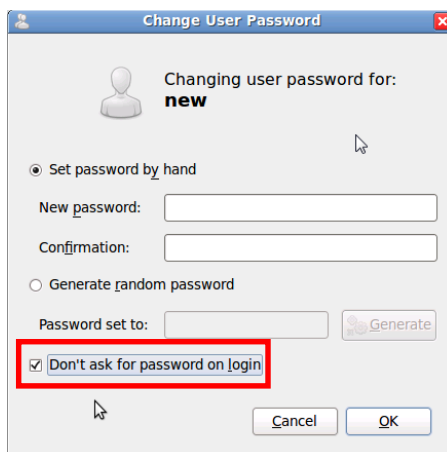 Change User Password
Changing user password for:
new
Set password by hand
New password:
Confirmation:
Generate random password
Password set to:
Generate
Don't ask for password on login
Cancel
OK